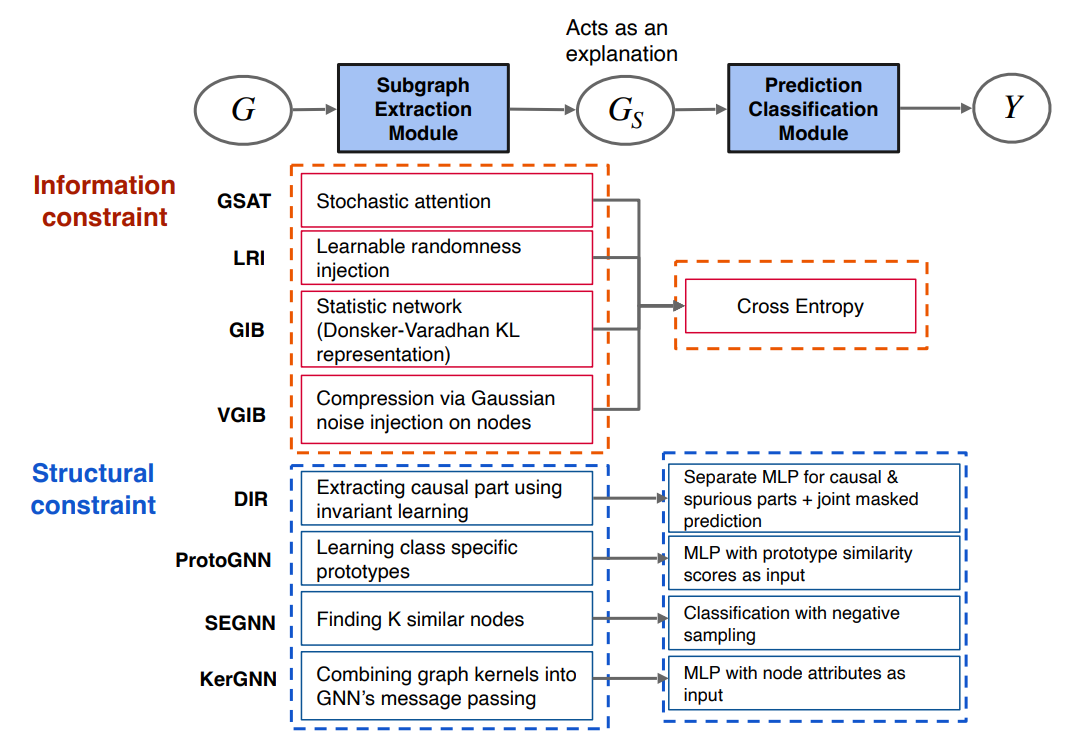 Acts as an
explanation
G
Subgraph
Extraction
Module
G_S
Prediction
Classification
Module
Y
Information
constraint
GSAT
Stochastic attention
LRI
Learnable randomness
injection
GIB
Statistic network
(Donsker-Varadhan KL
representation)
VGIB
Compression via Gaussian
noise injection on nodes
Cross Entropy
Structural
constraint
DIR
Extracting causal part using
invariant learning
Separate MLP for causal &
spurious parts + joint masked
prediction
ProtoGNN
Learning class specific
prototypes
MLP with prototype similarity
scores as input
SEGNN
Finding K similar nodes
Classification with negative
sampling
KerGNN
Combining graph kernels into
GNN's message passing
MLP with node attributes as
input